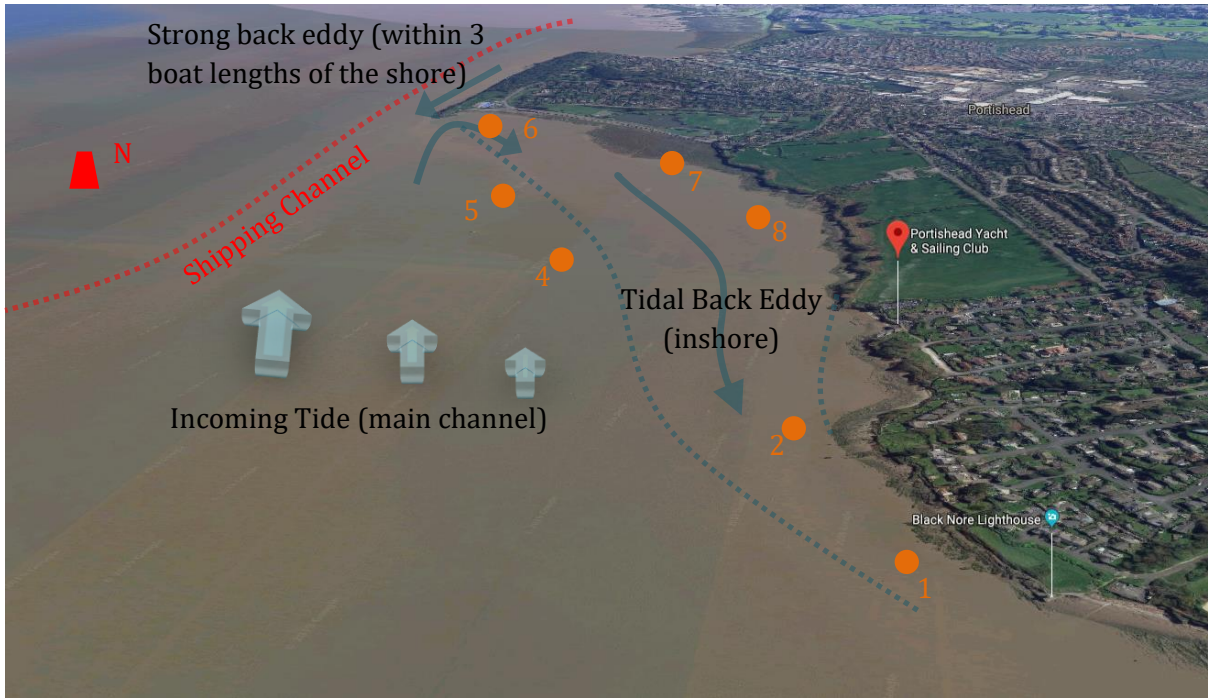 Strong back eddy (within 3
boat lengths of the shore)
N
Shipping Channel
6
5
4
7
8
Portishead
Portishead Yacht
& Sailing Club
Tidal Back Eddy
(inshore)
Incoming Tide (main channel)
2
Black Nore Lighthouse
1